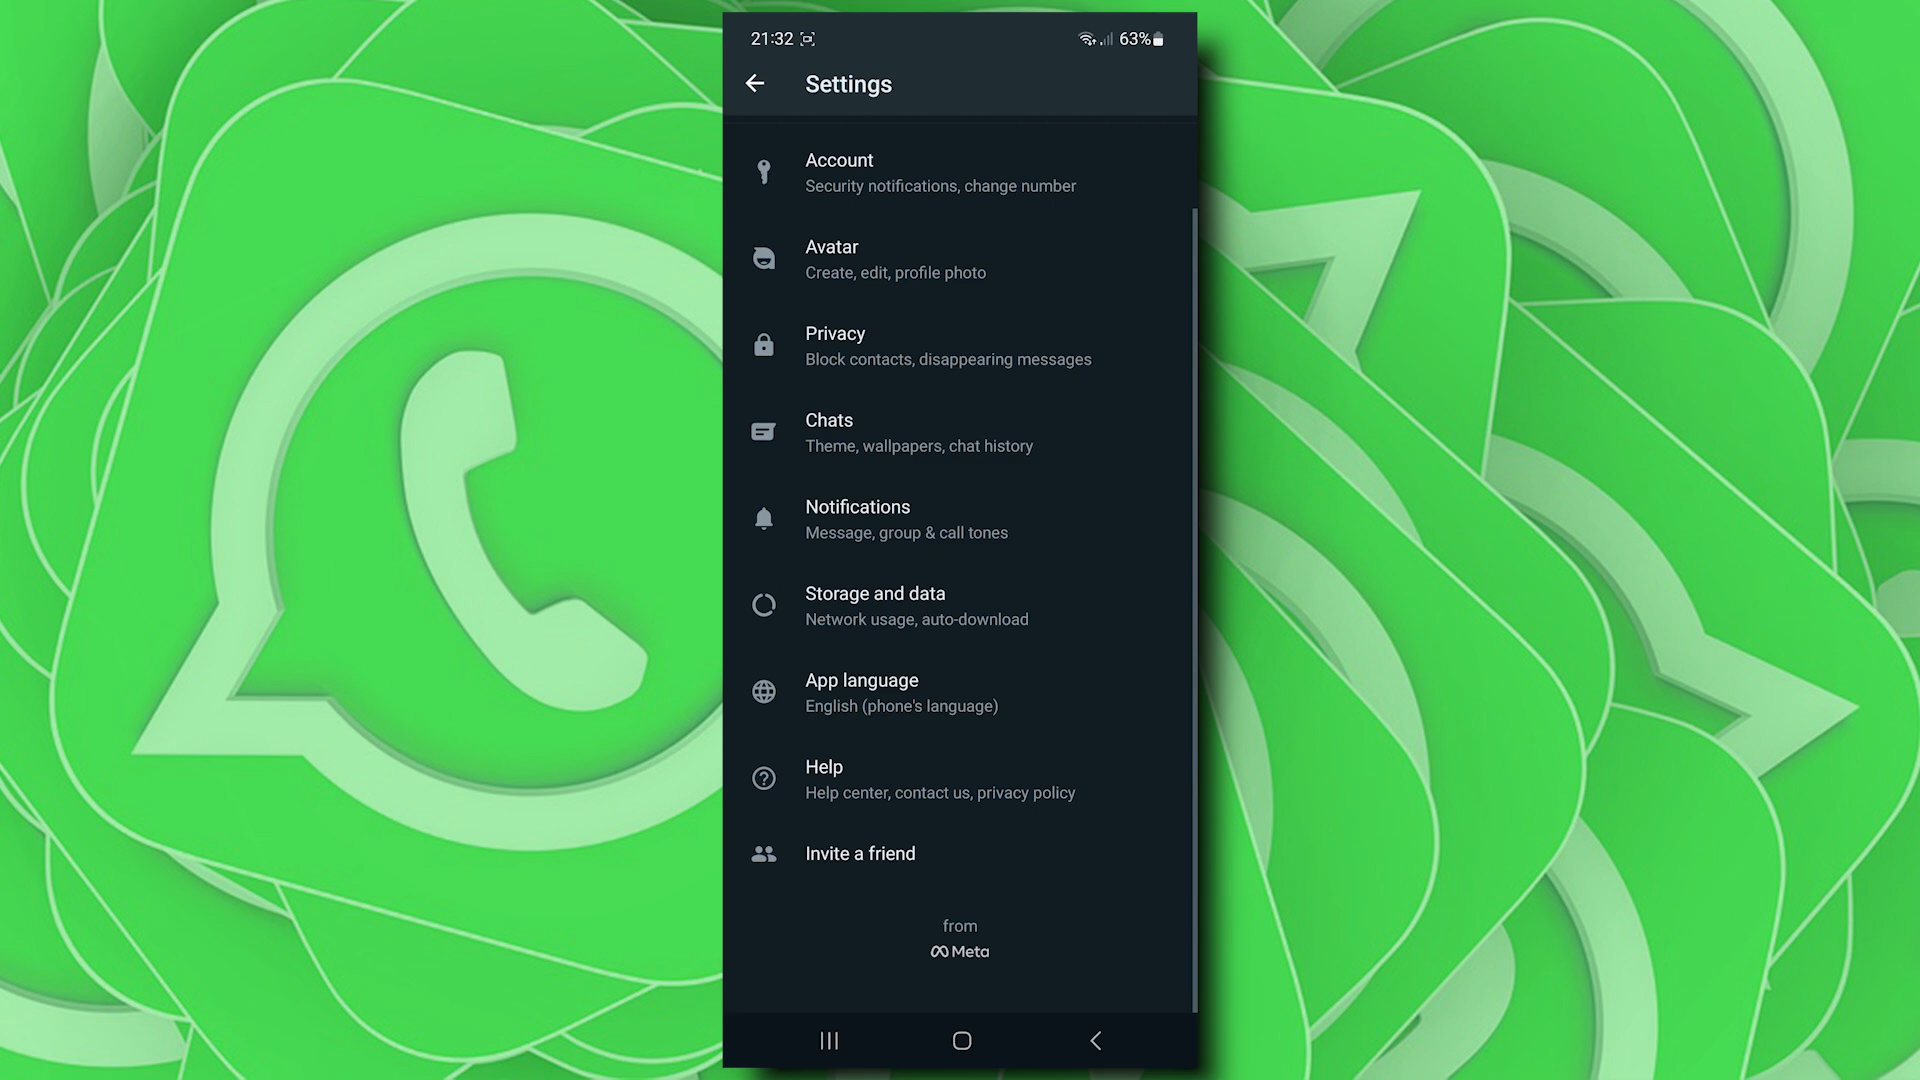 21:32 63%
Settings
Account
Security notifications, change number
Avatar
Create, edit, profile photo
Privacy
Block contacts, disappearing messages
Chats
Theme, wallpapers, chat history
Notifications
Message, group & call tones
Storage and data
Network usage, auto-download
App language
English (phone's language)
Help
Help center, contact us, privacy policy
Invite a friend
from
Meta